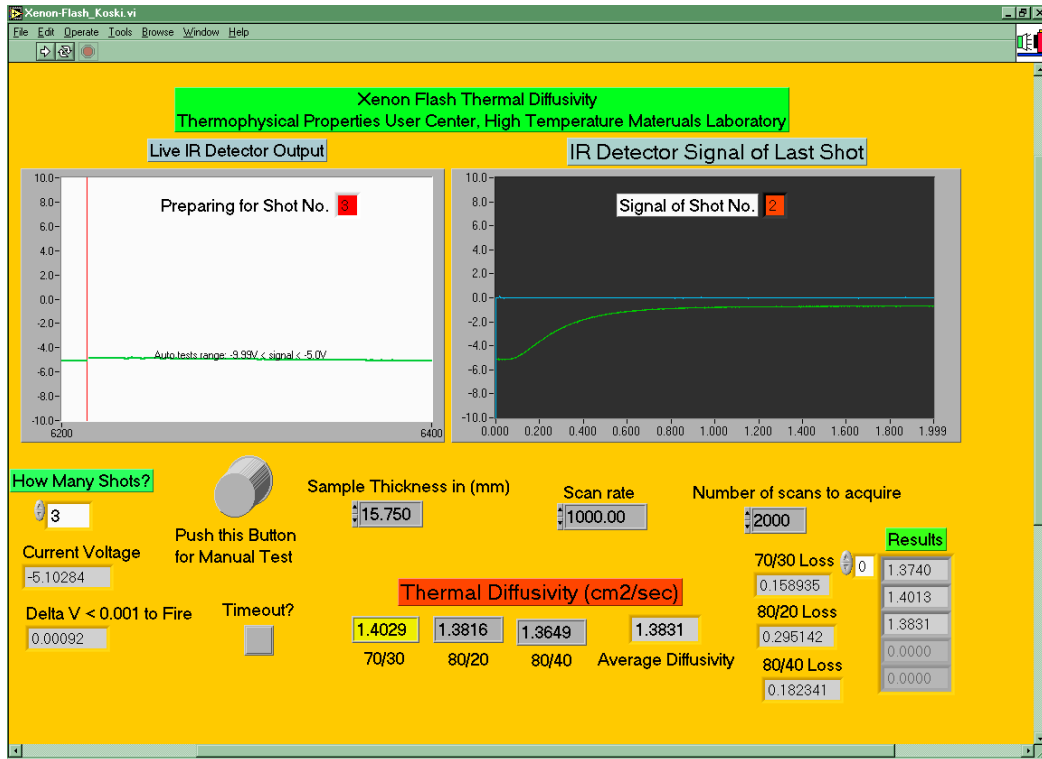 Xenon-Flash_Koski.vi
File Edit Operate Tools Browse Window Help
Xenon Flash Thermal Diffusivity
Thermophysical Properties User Center, High Temperature Materuals Laboratory
Live IR Detector Output
IR Detector Signal of Last Shot
Preparing for Shot No. 3
10.0-
8.0-
6.0-
4.0-
2.0-
0.0-
-2.0-
-4.0-
-6.0-
-8.0-
-10.0-
Auto tests range: -9.99V < signal < -5.0V
6200 6400
Signal of Shot No. 2
10.0-
8.0-
6.0-
4.0-
2.0-
0.0-
-2.0-
-4.0-
-6.0-
-8.0-
-10.0-
0.000 0.200 0.400 0.600 0.800 1.000 1.200 1.400 1.600 1.800 1.999
How Many Shots?
3
Push this Button
for Manual Test
Sample Thickness in (mm)
15.750
Scan rate
1000.00
Number of scans to acquire
2000
Current Voltage
-5.10284
Delta V < 0.001 to Fire
0.00092
Timeout?
Thermal Diffusivity (cm2/sec)
1.4029 1.3816 1.3649 1.3831
70/30 80/20 80/40 Average Diffusivity
70/30 Loss
0.158935
80/20 Loss
0.295142
80/40 Loss
0.182341
Results
0
1.3740
1.4013
1.3831
0.0000
0.0000